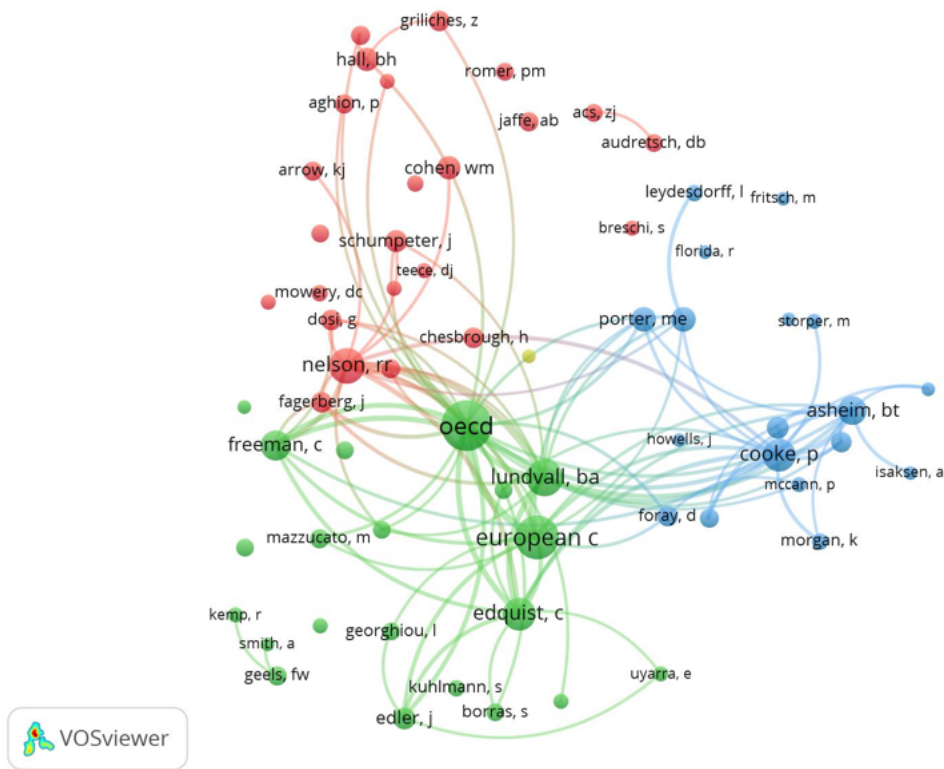 griliches, z
hall, bh
romer, pm
aghion, p
jaffe, ab
acs, zj
audretsch, db
arrow, kj
cohen, wm
leydesdorff, l
fritsch, m
breschi, s
schumpeter, j
florida, r
teece, dj
mowery, dc
dosi, g
porter, me
storper, m
chesbrough, h
nelson, rr
fagerberg, j
asheim, bt
oecd
freeman, c
howells, j
cooke, p
isaksen, a
lundvall, ba
mccann, p
foray, d
mazzucato, m
european c
morgan, k
kemp, r
edquist, c
georghiou, l
smith, a
geels, fw
kuhlmann, s
uyarra, e
borras, s
edler, j
VOSviewer